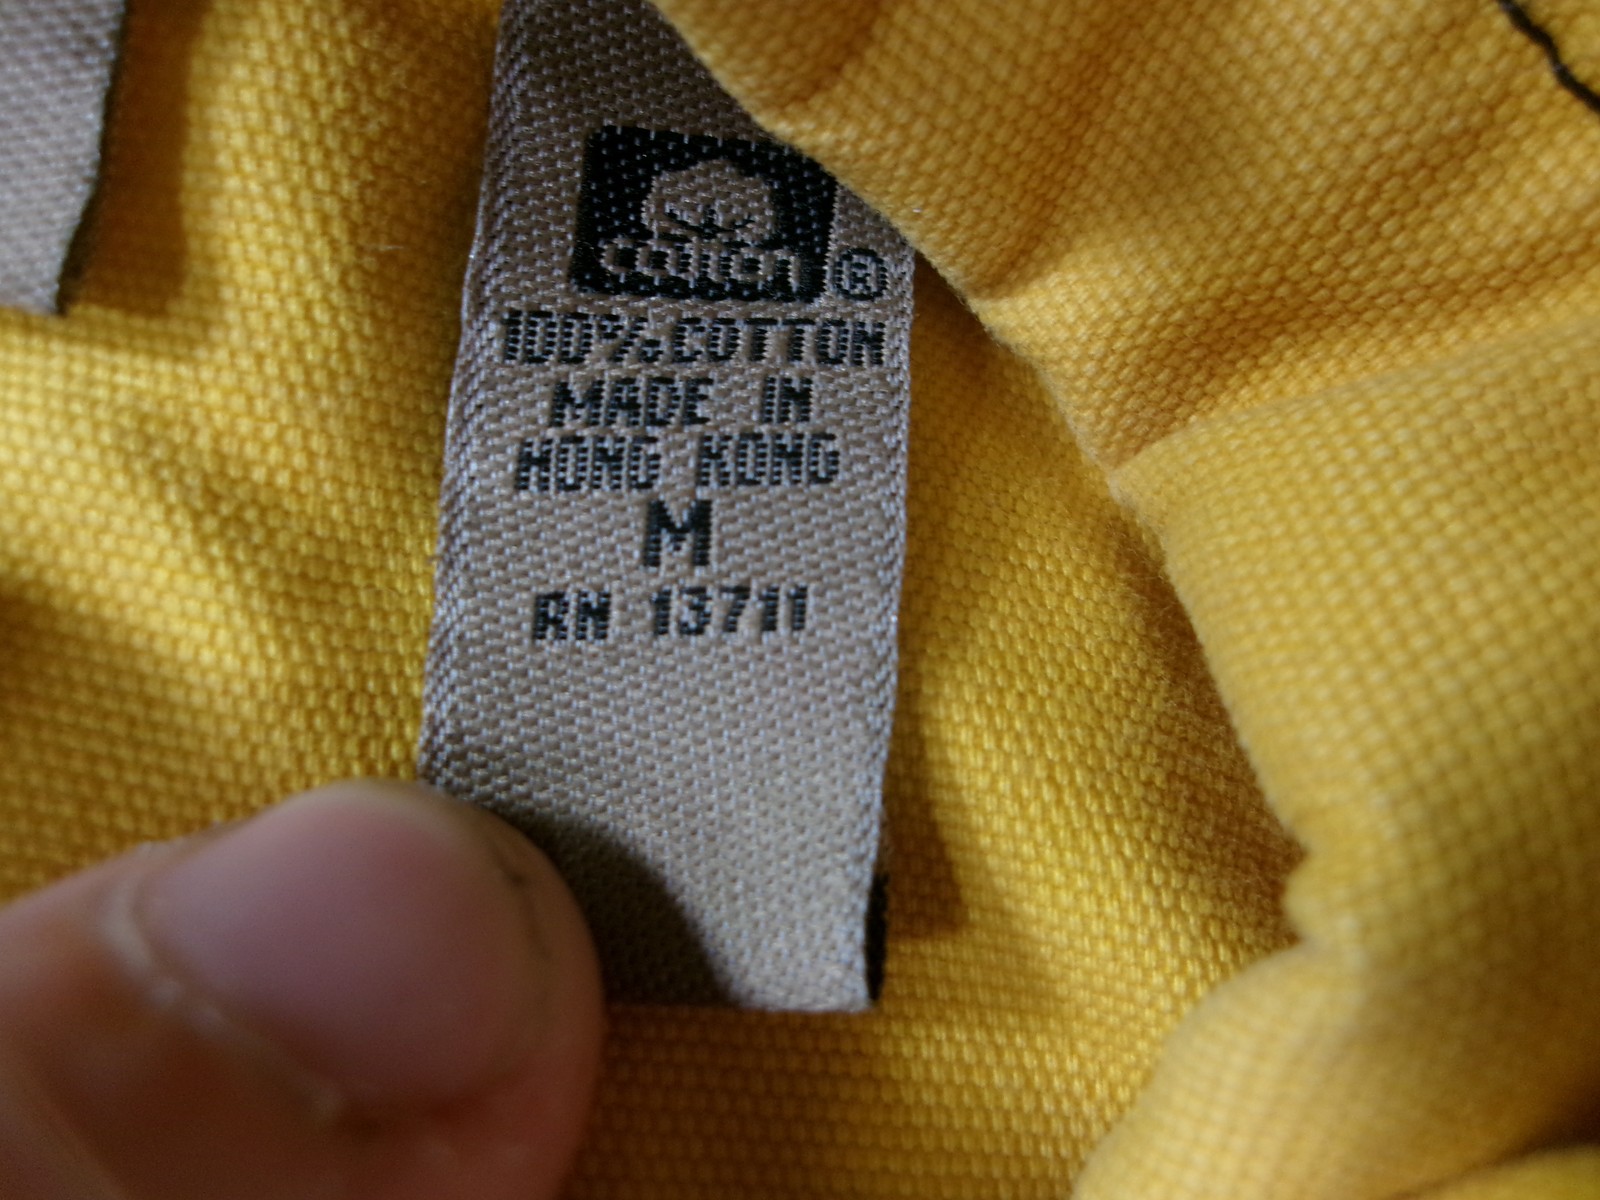 cotton
®
100% COTTON
MADE IN
HONG KONG
M
RN 13711